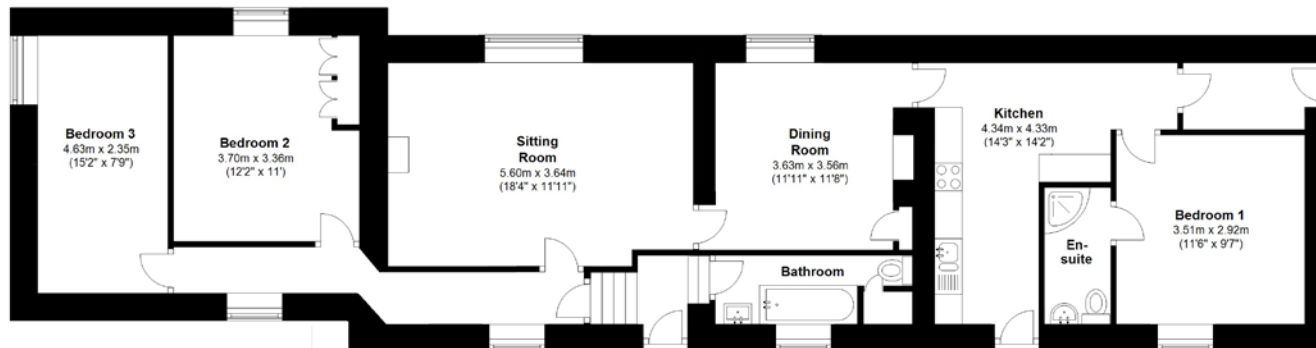 Bedroom 3
4.63m x 2.35m
(15'2" x 7'9")
Bedroom 2
3.70m x 3.36m
(12'2" x 11')
Sitting
Room
5.60m x 3.64m
(18'4" x 11'11")
Dining
Room
3.63m x 3.56m
(11'11" x 11'8")
Kitchen
4.34m x 4.33m
(14'3" x 14'2")
Bedroom 1
3.51m x 2.92m
(11'6" x 9'7")
En-
suite
Bathroom